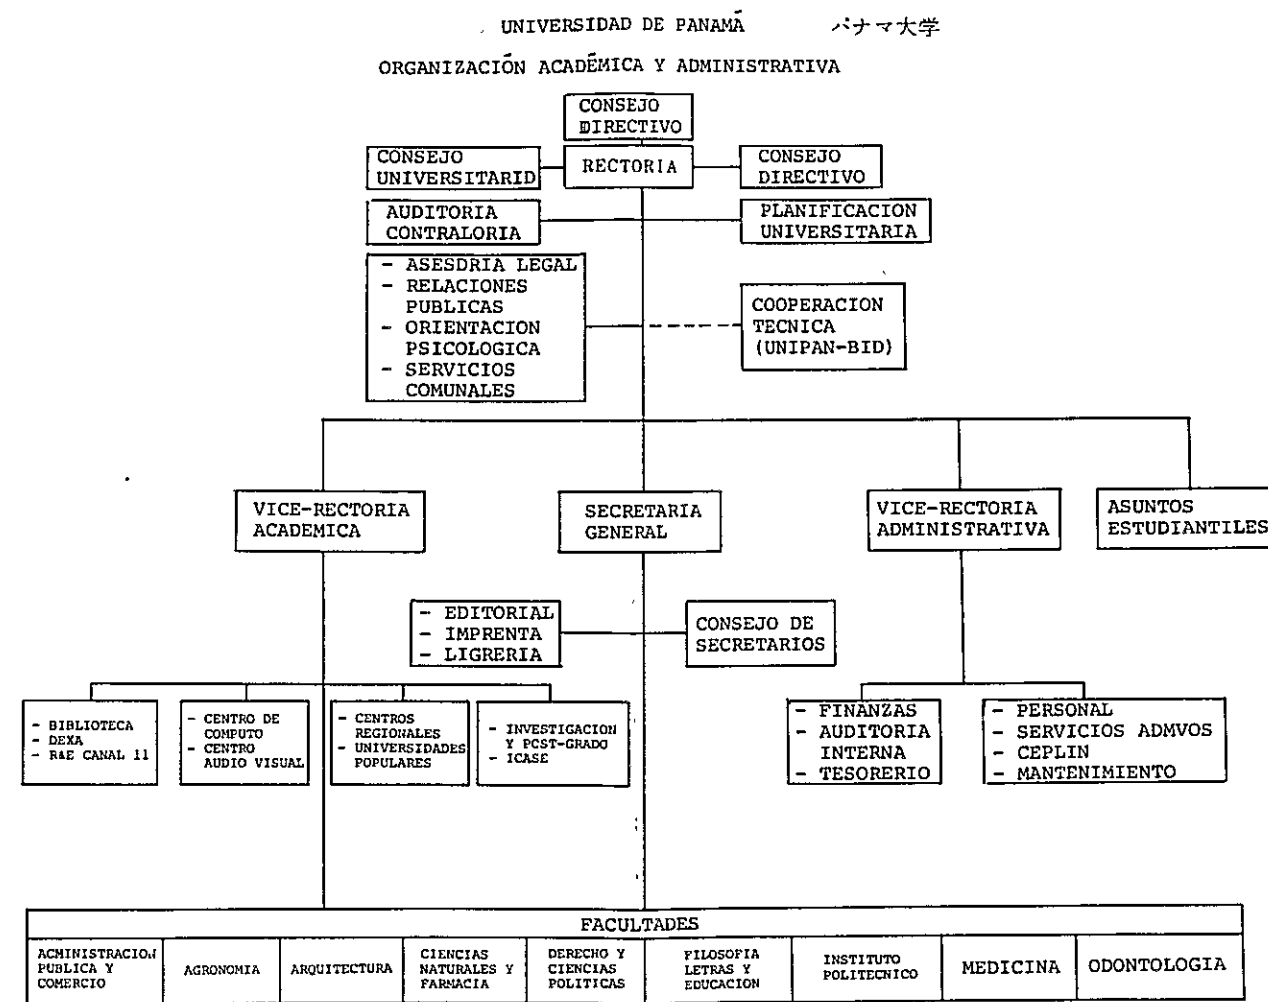 UNIVERSIDAD DE PANAMÁ パナマ大学
ORGANIZACIÓN ACADÉMICA Y ADMINISTRATIVA
CONSEJO
DIRECTIVO
CONSEJO
UNIVERSITARID
RECTORIA
CONSEJO
DIRECTIVO
AUDITORIA
CONTRALORIA
PLANIFICACION
UNIVERSITARIA
- ASESDRIA LEGAL
- RELACIONES
PUBLICAS
- ORIENTACION
PSICOLOGICA
- SERVICIOS
COMUNALES
COOPERACION
TECNICA
(UNIPAN-BID)
VICE-RECTORIA
ACADEMICA
SECRETARIA
GENERAL
VICE-RECTORIA
ADMINISTRATIVA
ASUNTOS
ESTUDIANTILES
- EDITORIAL
- IMPRENTA
- LIGRERIA
CONSEJO DE
SECRETARIOS
- BIBLIOTECA
- DEXA
- R&E CANAL 11
- CENTRO DE
COMPUTO
- CENTRO
AUDIO VISUAL
- CENTROS
REGIONALES
- UNIVERSIDADES
POPULARES
- INVESTIGACION
Y PCST-GRADO
- ICASE
- FINANZAS
- AUDITORIA
INTERNA
- TESORERIO
- PERSONAL
- SERVICIOS ADMVOS
- CEPLIN
- MANTENIMIENTO
FACULTADES
ACMINISTRACION
PUBLICA Y
COMERCIO
AGRONOMIA
ARQUITECTURA
CIENCIAS
NATURALES Y
FARMACIA
DERECHO Y
CIENCIAS
POLITICAS
FILOSOFIA
LETRAS Y
EDUCACION
INSTITUTO
POLITECNICO
MEDICINA
ODONTOLOGIA